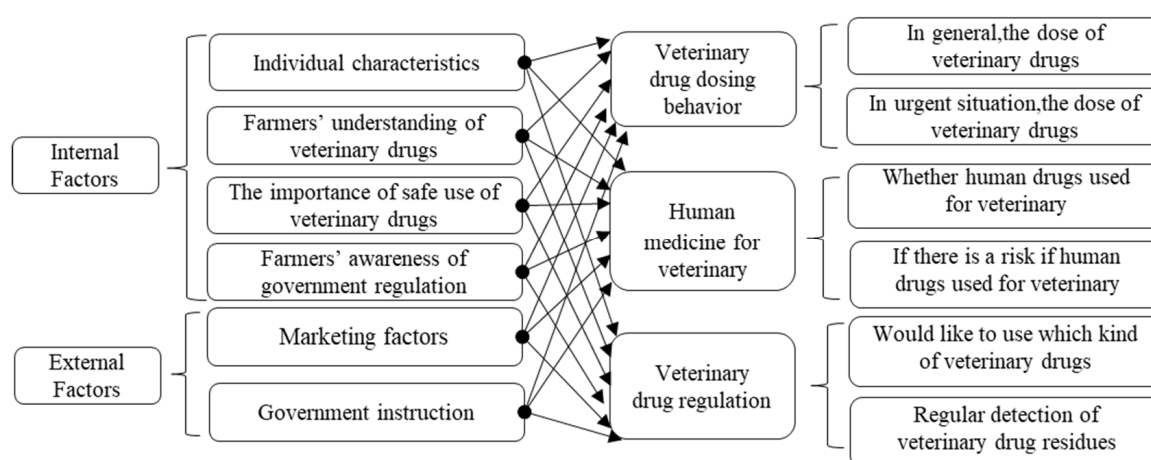 Internal
Factors
External
Factors
Individual characteristics
Farmers' understanding of
veterinary drugs
The importance of safe use of
veterinary drugs
Farmers' awareness of
government regulation
Marketing factors
Government instruction
Veterinary
drug dosing
behavior
Human
medicine for
veterinary
Veterinary
drug regulation
In general,the dose of
veterinary drugs
In urgent situation,the dose of
veterinary drugs
Whether human drugs used
for veterinary
If there is a risk if human
drugs used for veterinary
Would like to use which kind
of veterinary drugs
Regular detection of
veterinary drug residues